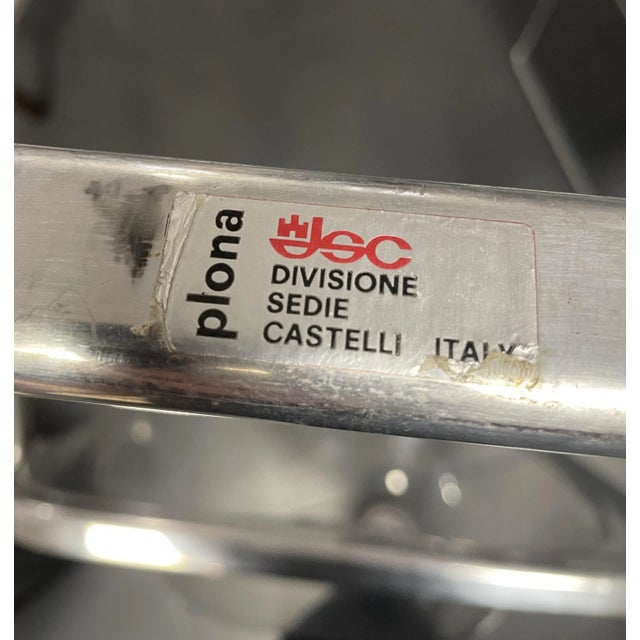 plona
dsc
DIVISIONE
SEDIE
CASTELLI ITALY